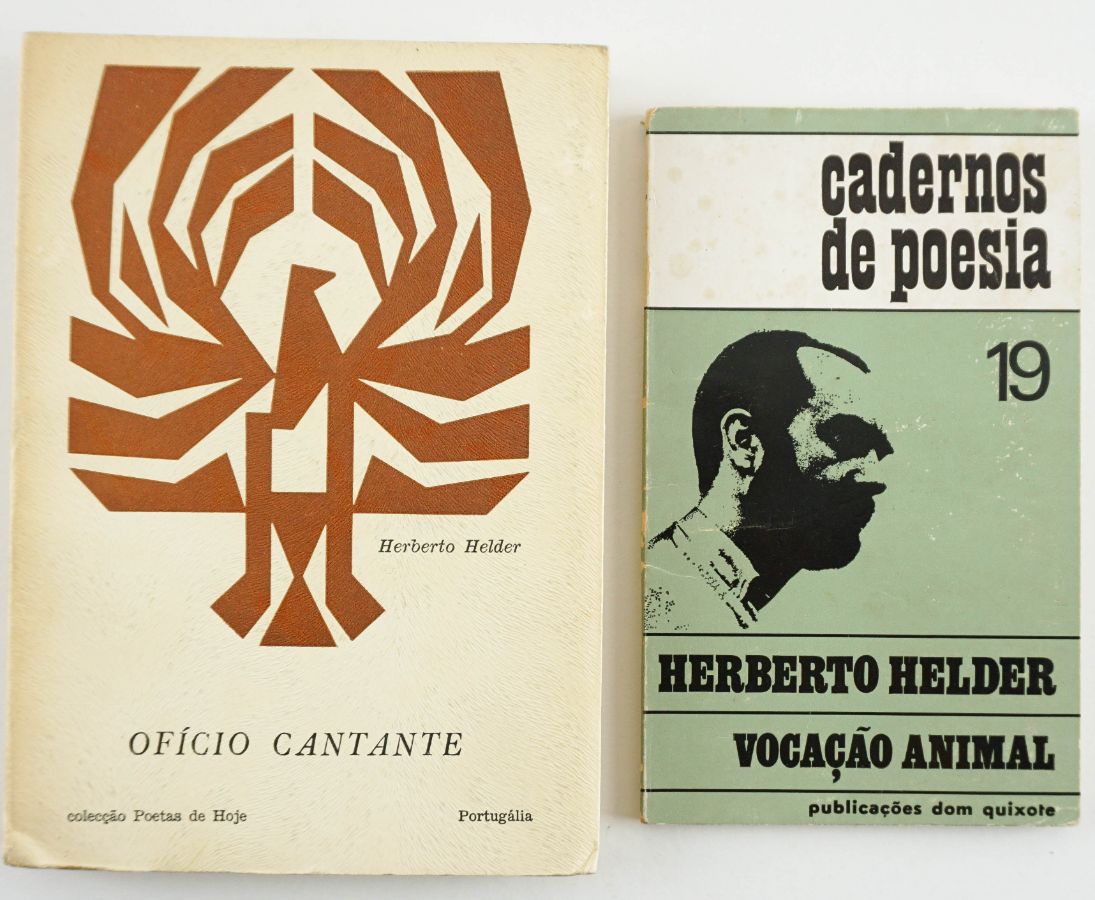 Herberto Helder
OFÍCIO CANTANTE
colecção Poetas de Hoje
Portugália
cadernos
de poesia
19
HERBERTO HELDER
VOCAÇÃO ANIMAL
publicações dom quixote